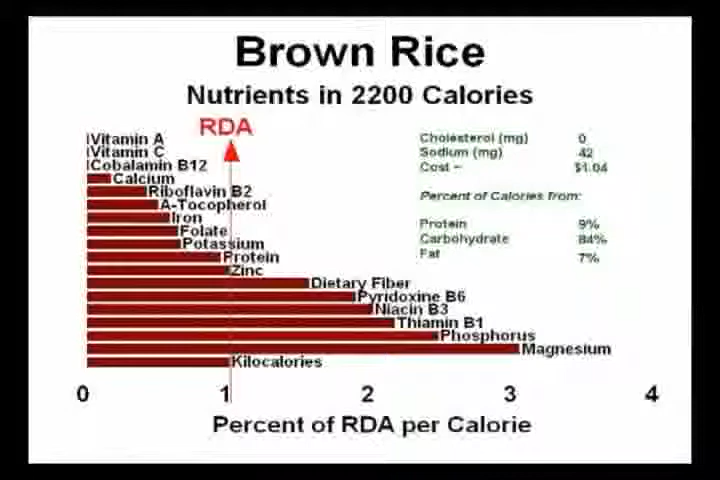 Brown Rice
Nutrients in 2200 Calories
RDA
Vitamin A
Vitamin C
Cobalamin B12
Calcium
Riboflavin B2
A-Tocopherol
Iron
Folate
Potassium
Protein
Zinc
Dietary Fiber
Pyridoxine B6
Niacin B3
Thiamin B1
Phosphorus
Magnesium
Kilocalories
Cholesterol (mg) 0
Sodium (mg) 42
Cost ~ $1.04
Percent of Calories from:
Protein 9%
Carbohydrate 84%
Fat 7%
0 1 2 3 4
Percent of RDA per Calorie